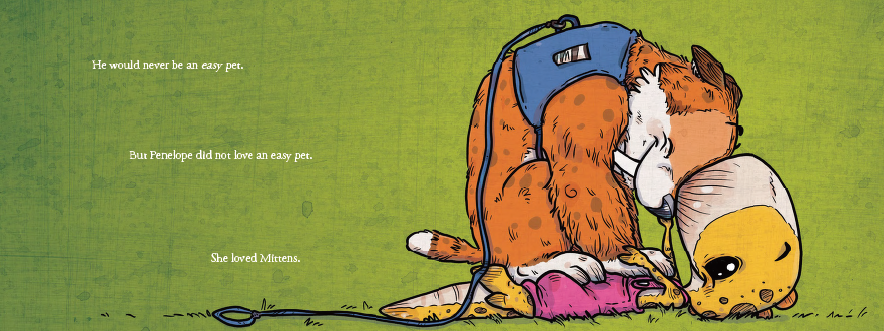 He would never be an easy pet.
But Penelope did not love an easy pet.
She loved Mittens.